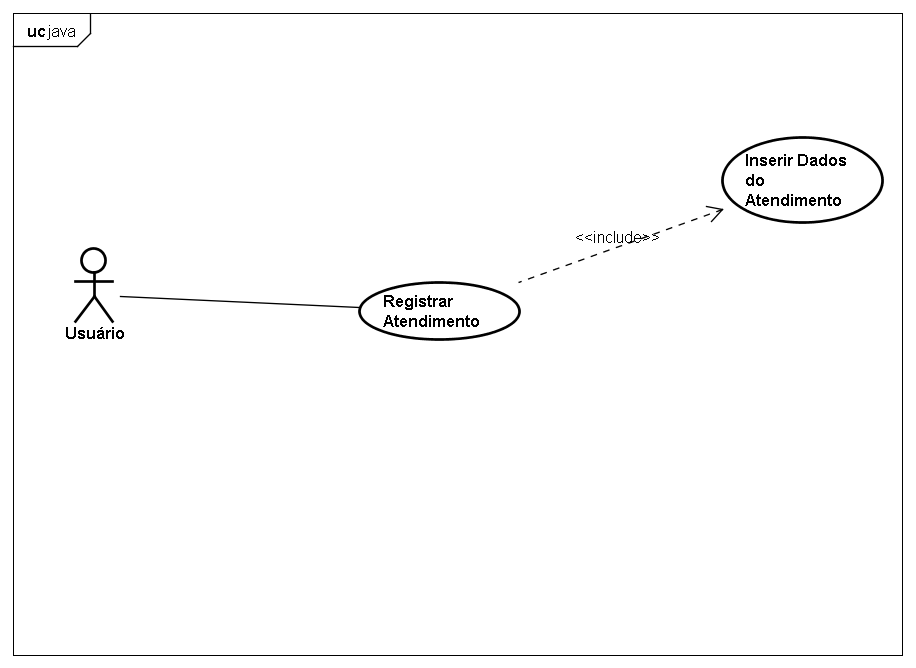 uc java
Inserir Dados
do
Atendimento
<<include>>
Registrar
Atendimento
Usuário